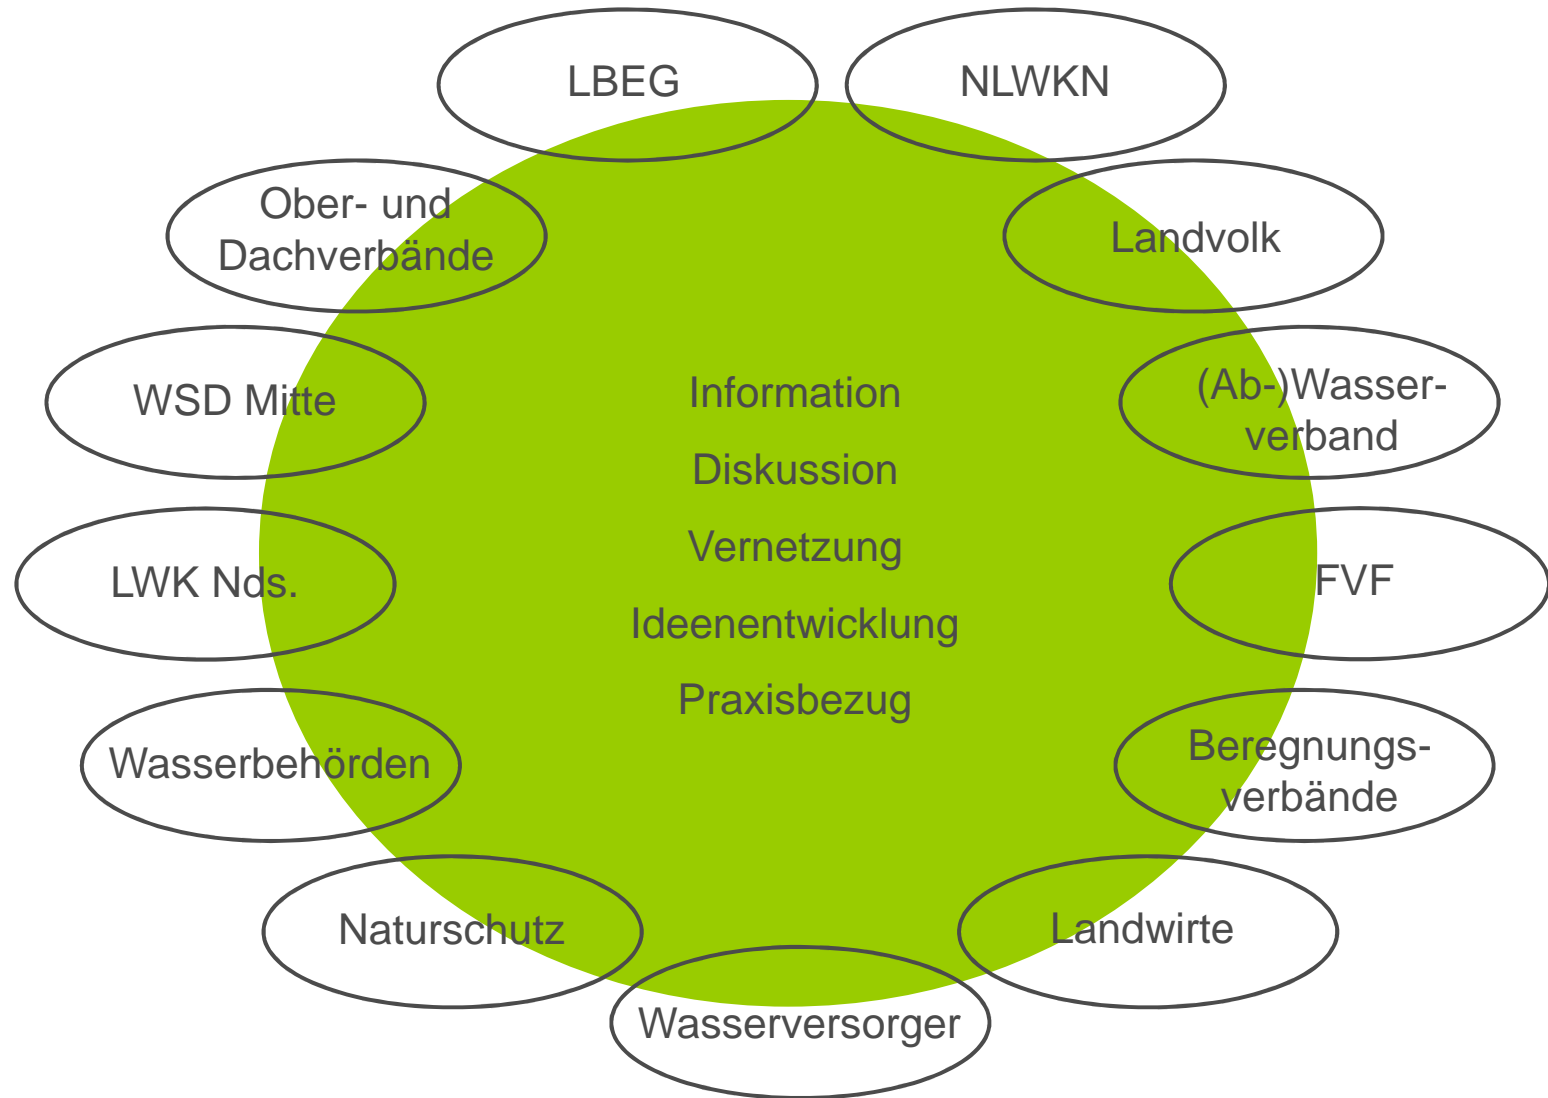 LBEG
NLWKN
Ober- und
Dachverbände
Landvolk
WSD Mitte
(Ab-)Wasser-
verband
Information
Diskussion
Vernetzung
Ideenentwicklung
Praxisbezug
LWK Nds.
FVF
Wasserbehörden
Beregnungs-
verbände
Naturschutz
Landwirte
Wasserversorger